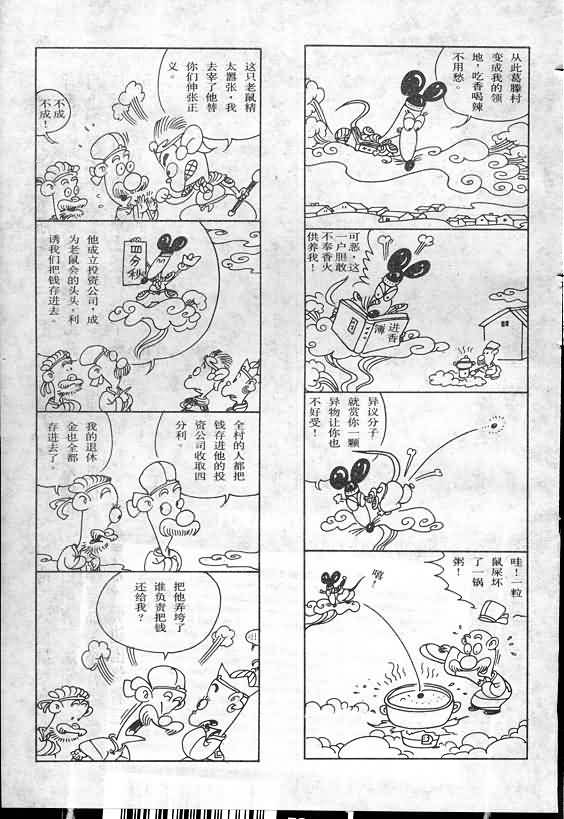 从此葛藤村
变成我的领
地，吃香喝辣
不用愁。
可恶，这
一户胆敢
不奉香火
供养我！
进香
簿
异议分子
就赏你一颗
异物让你也
不好受！
嘻！
哇！一粒
鼠屎坏
了一锅
粥！
这只老鼠精
太嚣张，我
去宰了他替
你们伸张正
义。
不成！
不成！
四分利
他成立投资公司，成
为老鼠会的头头，利
诱我们把钱存进去。
全村的人都把
钱存进他的投
资公司收取四
分利。
我的退休
金也全都
存进去了。
把他弄垮了
谁负责把钱
还给我？